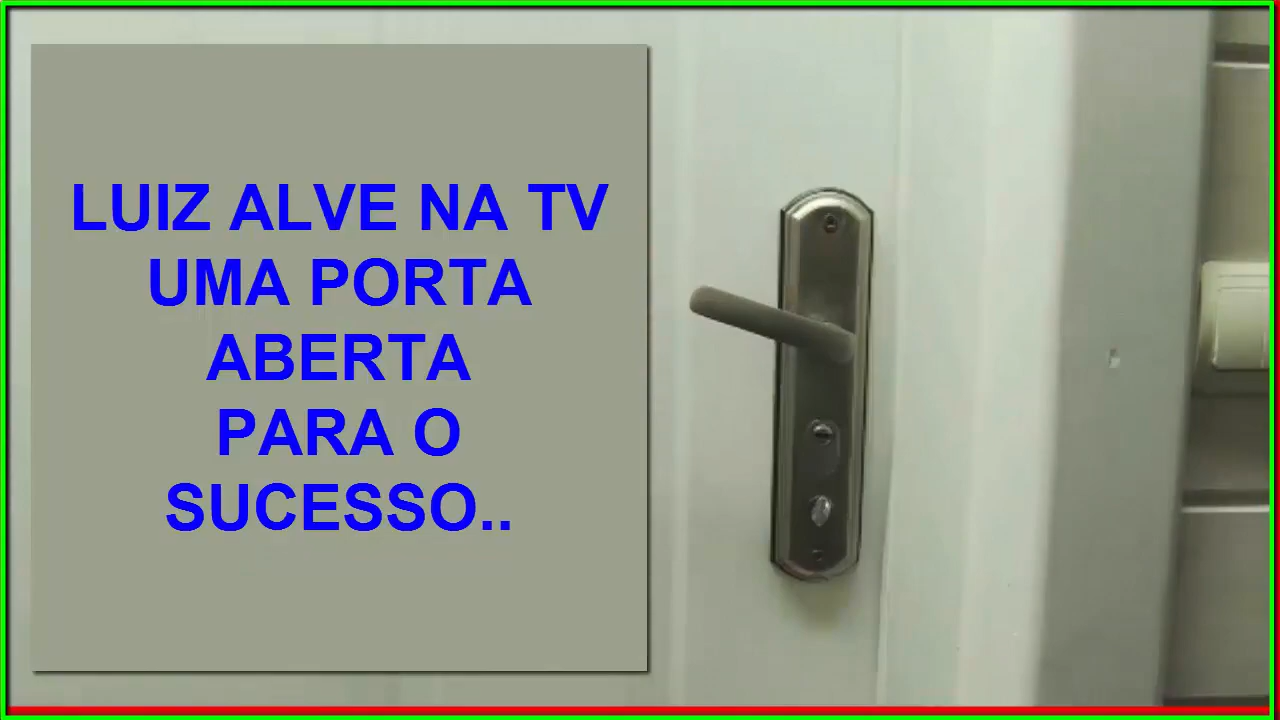 LUIZ ALVE NA TV
UMA PORTA
ABERTA
PARA O
SUCESSO..